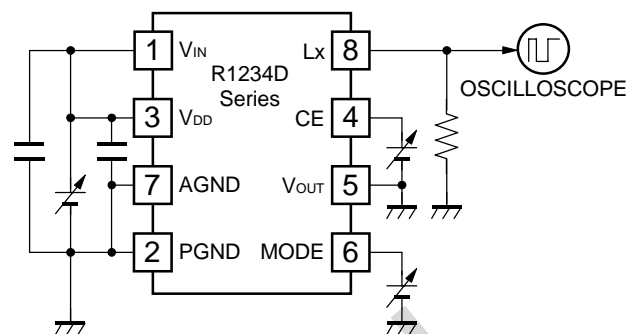 1 VIN
R1234D
Series
Lx 8
OSCILLOSCOPE
3 VDD
CE 4
7 AGND
VOUT 5
2 PGND
MODE 6